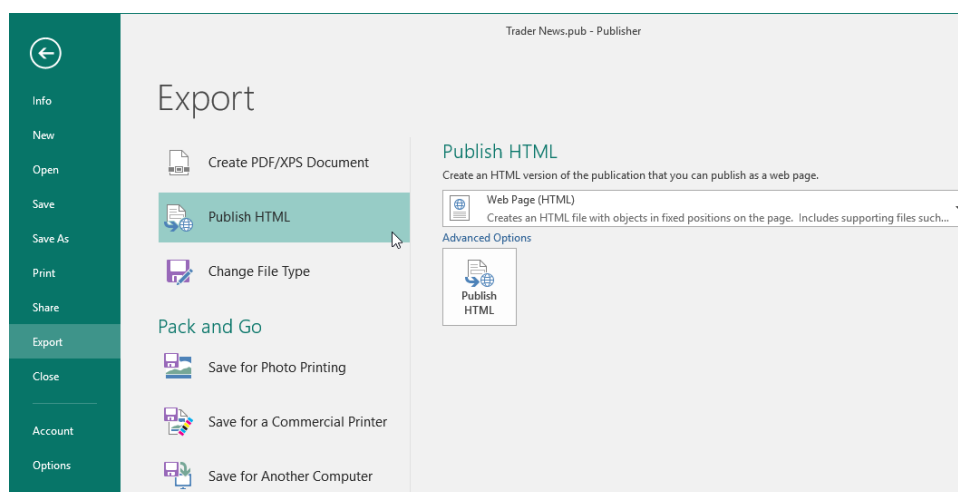 Trader News.pub - Publisher
Info
New
Open
Save
Save As
Print
Share
Export
Close
Account
Options
Export
Create PDF/XPS Document
Publish HTML
Change File Type
Pack and Go
Save for Photo Printing
Save for a Commercial Printer
Save for Another Computer
Publish HTML
Create an HTML version of the publication that you can publish as a web page.
Web Page (HTML)
Creates an HTML file with objects in fixed positions on the page. Includes supporting files such...
Advanced Options
Publish
HTML